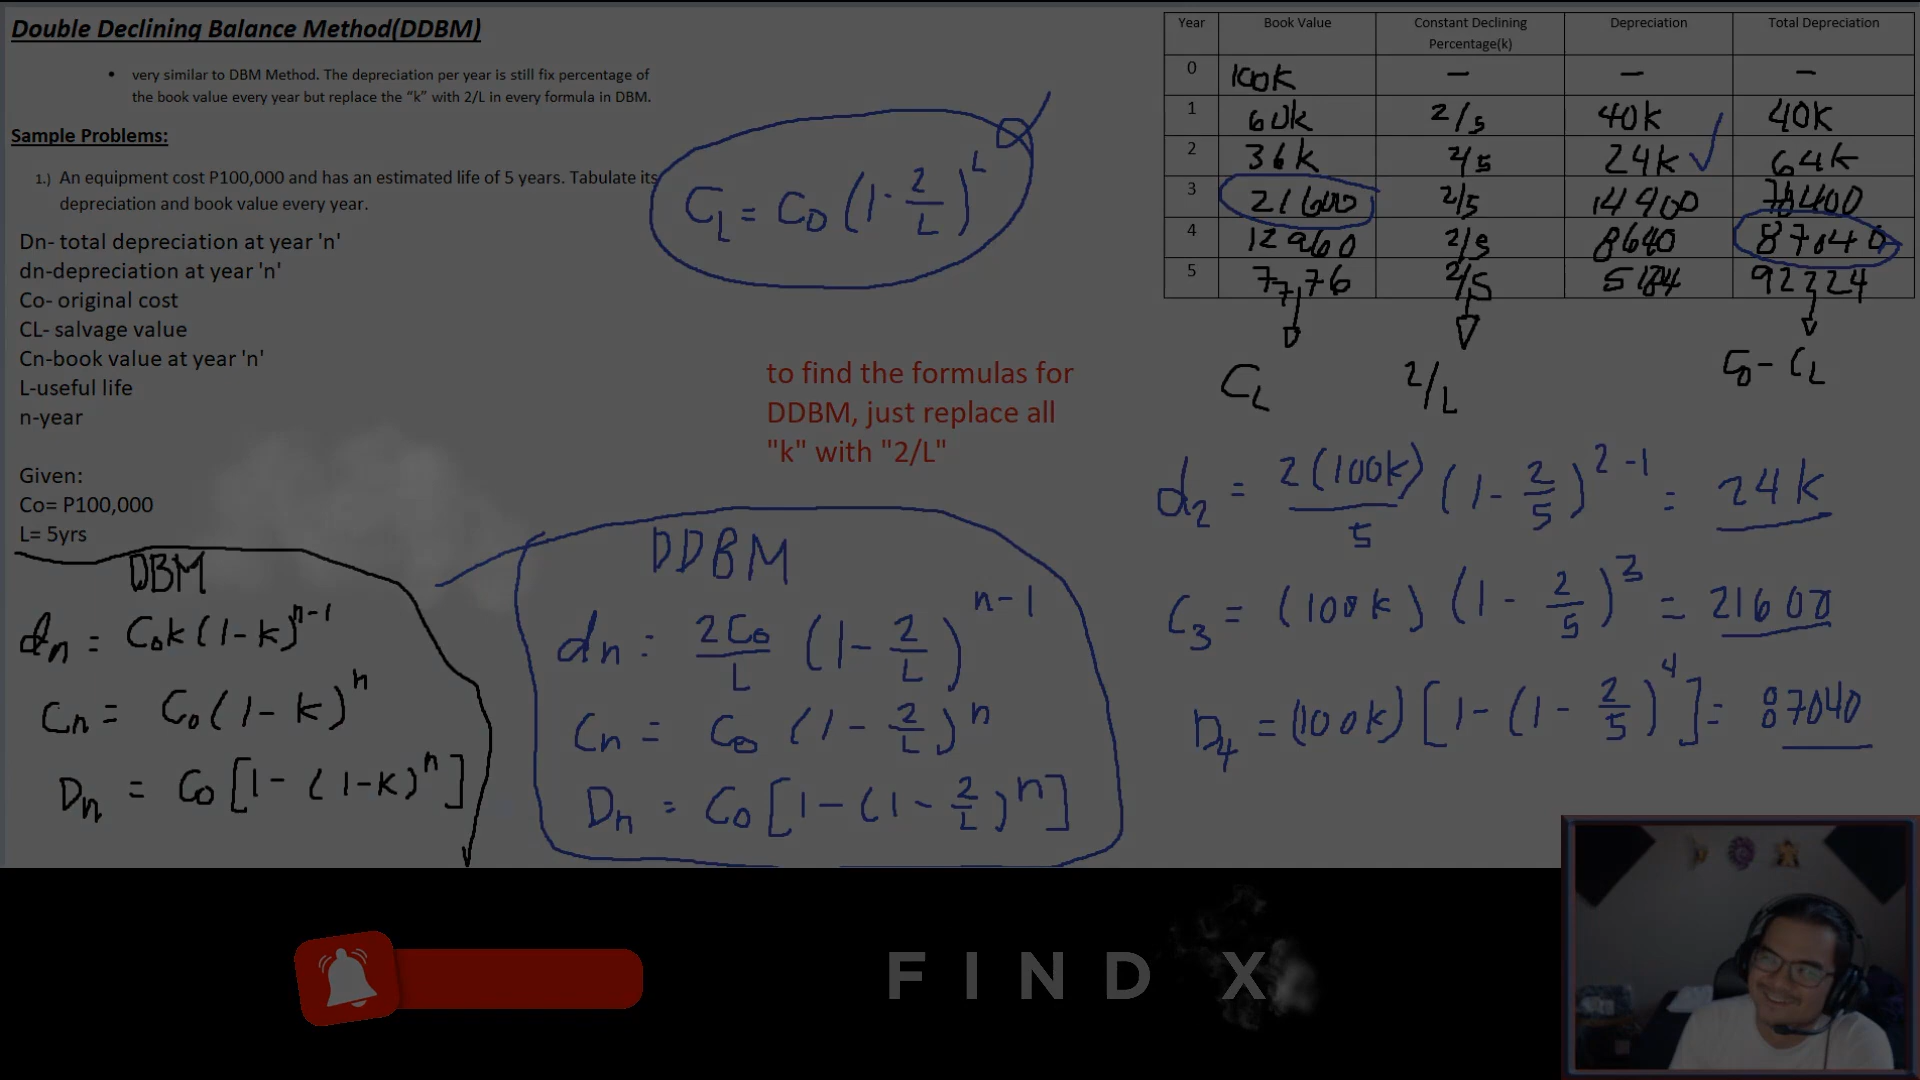 Double Declining Balance Method(DDBM)
• very similar to DBM Method. The depreciation per year is still fix percentage of
the book value every year but replace the “k” with 2/L in every formula in DBM.
Sample Problems:
1.) An equipment cost P100,000 and has an estimated life of 5 years. Tabulate its
depreciation and book value every year.
Dn- total depreciation at year 'n'
dn-depreciation at year 'n'
Co- original cost
CL- salvage value
Cn-book value at year 'n'
L-useful life
n-year
Given:
Co= P100,000
L= 5yrs
DBM
dn = Cok(1-k)^n-1
Cn = Co(1-k)^n
Dn = Co[1-(1-k)^n]
CL = Co(1-2/L)^L
to find the formulas for
DDBM, just replace all
"k" with "2/L"
DDBM
dn = 2Co/L (1-2/L)^n-1
Cn = Co (1-2/L)^n
Dn = Co[1-(1-2/L)^n]
Year Book Value Constant Declining Percentage(k) Depreciation Total Depreciation
0 100k - - -
1 60k 2/5 40k 40k
2 36k 2/5 24k 64k
3 21600 2/5 14400 78400
4 12960 2/5 8640 87040
5 7776 2/5 5184 92224
CL 2/L Co-CL
d2 = 2(100k)/5 (1-2/5)^2-1 = 24k
C3 = (100k)(1-2/5)^3 = 21600
D4 = (100k)[1-(1-2/5)^4] = 87040
FIND X